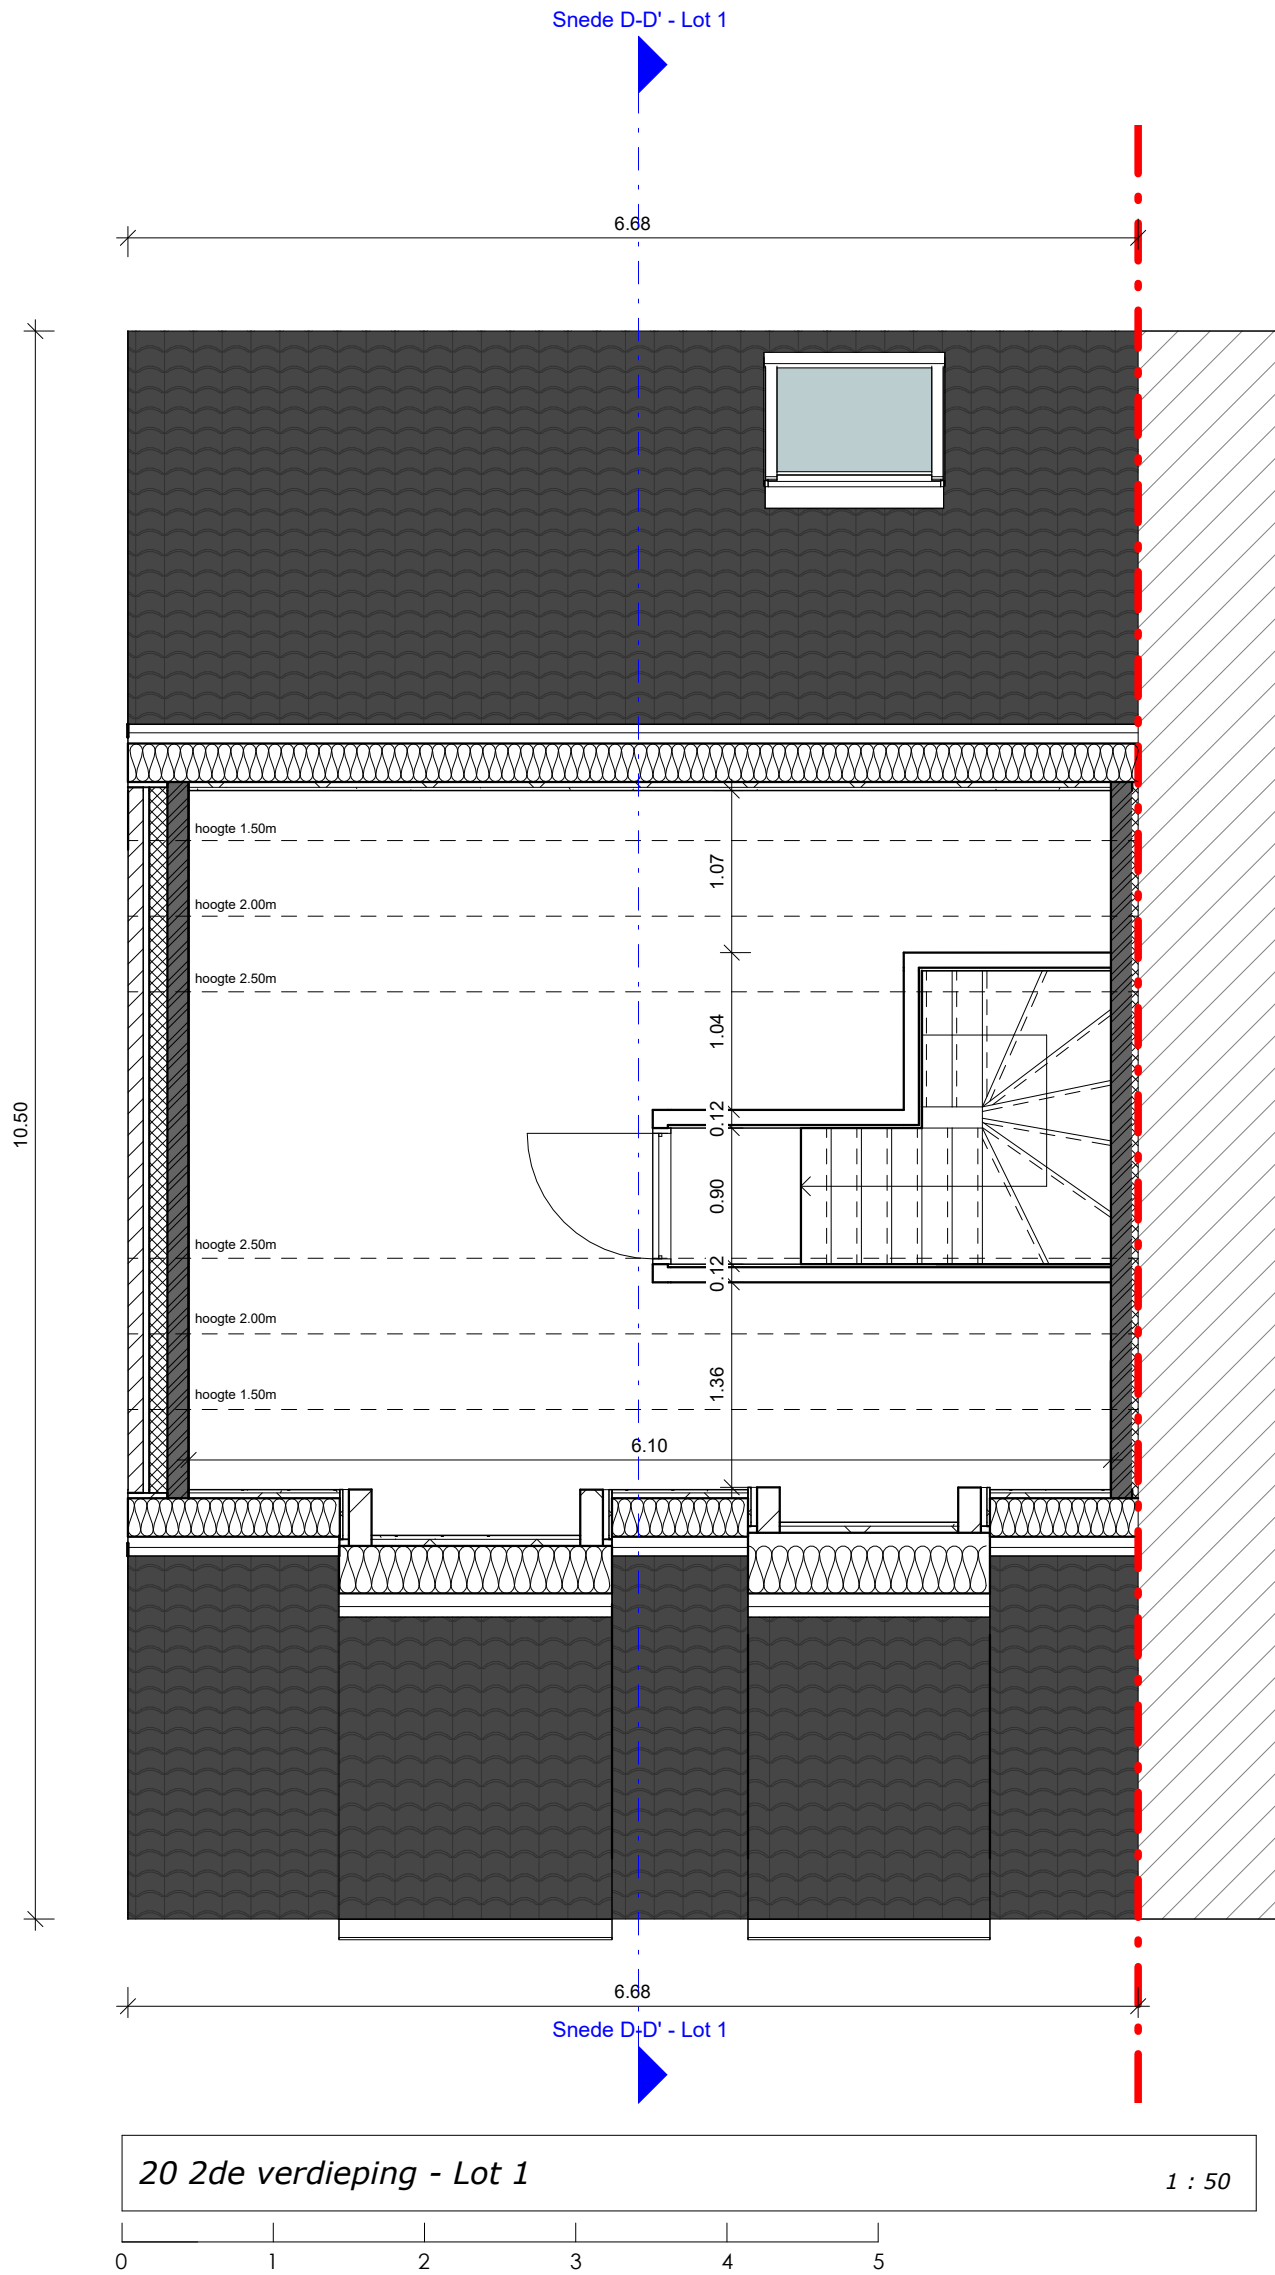 Snede D-D' - Lot 1
6.68
hoogte 1.50m
1.07
hoogte 2.00m
hoogte 2.50m
1.04
10.50
0.12
0.90
hoogte 2.50m
0.12
hoogte 2.00m
1.36
hoogte 1.50m
6.10
6.68
Snede D-D' - Lot 1
20 2de verdieping - Lot 1
1 : 50
0 1 2 3 4 5